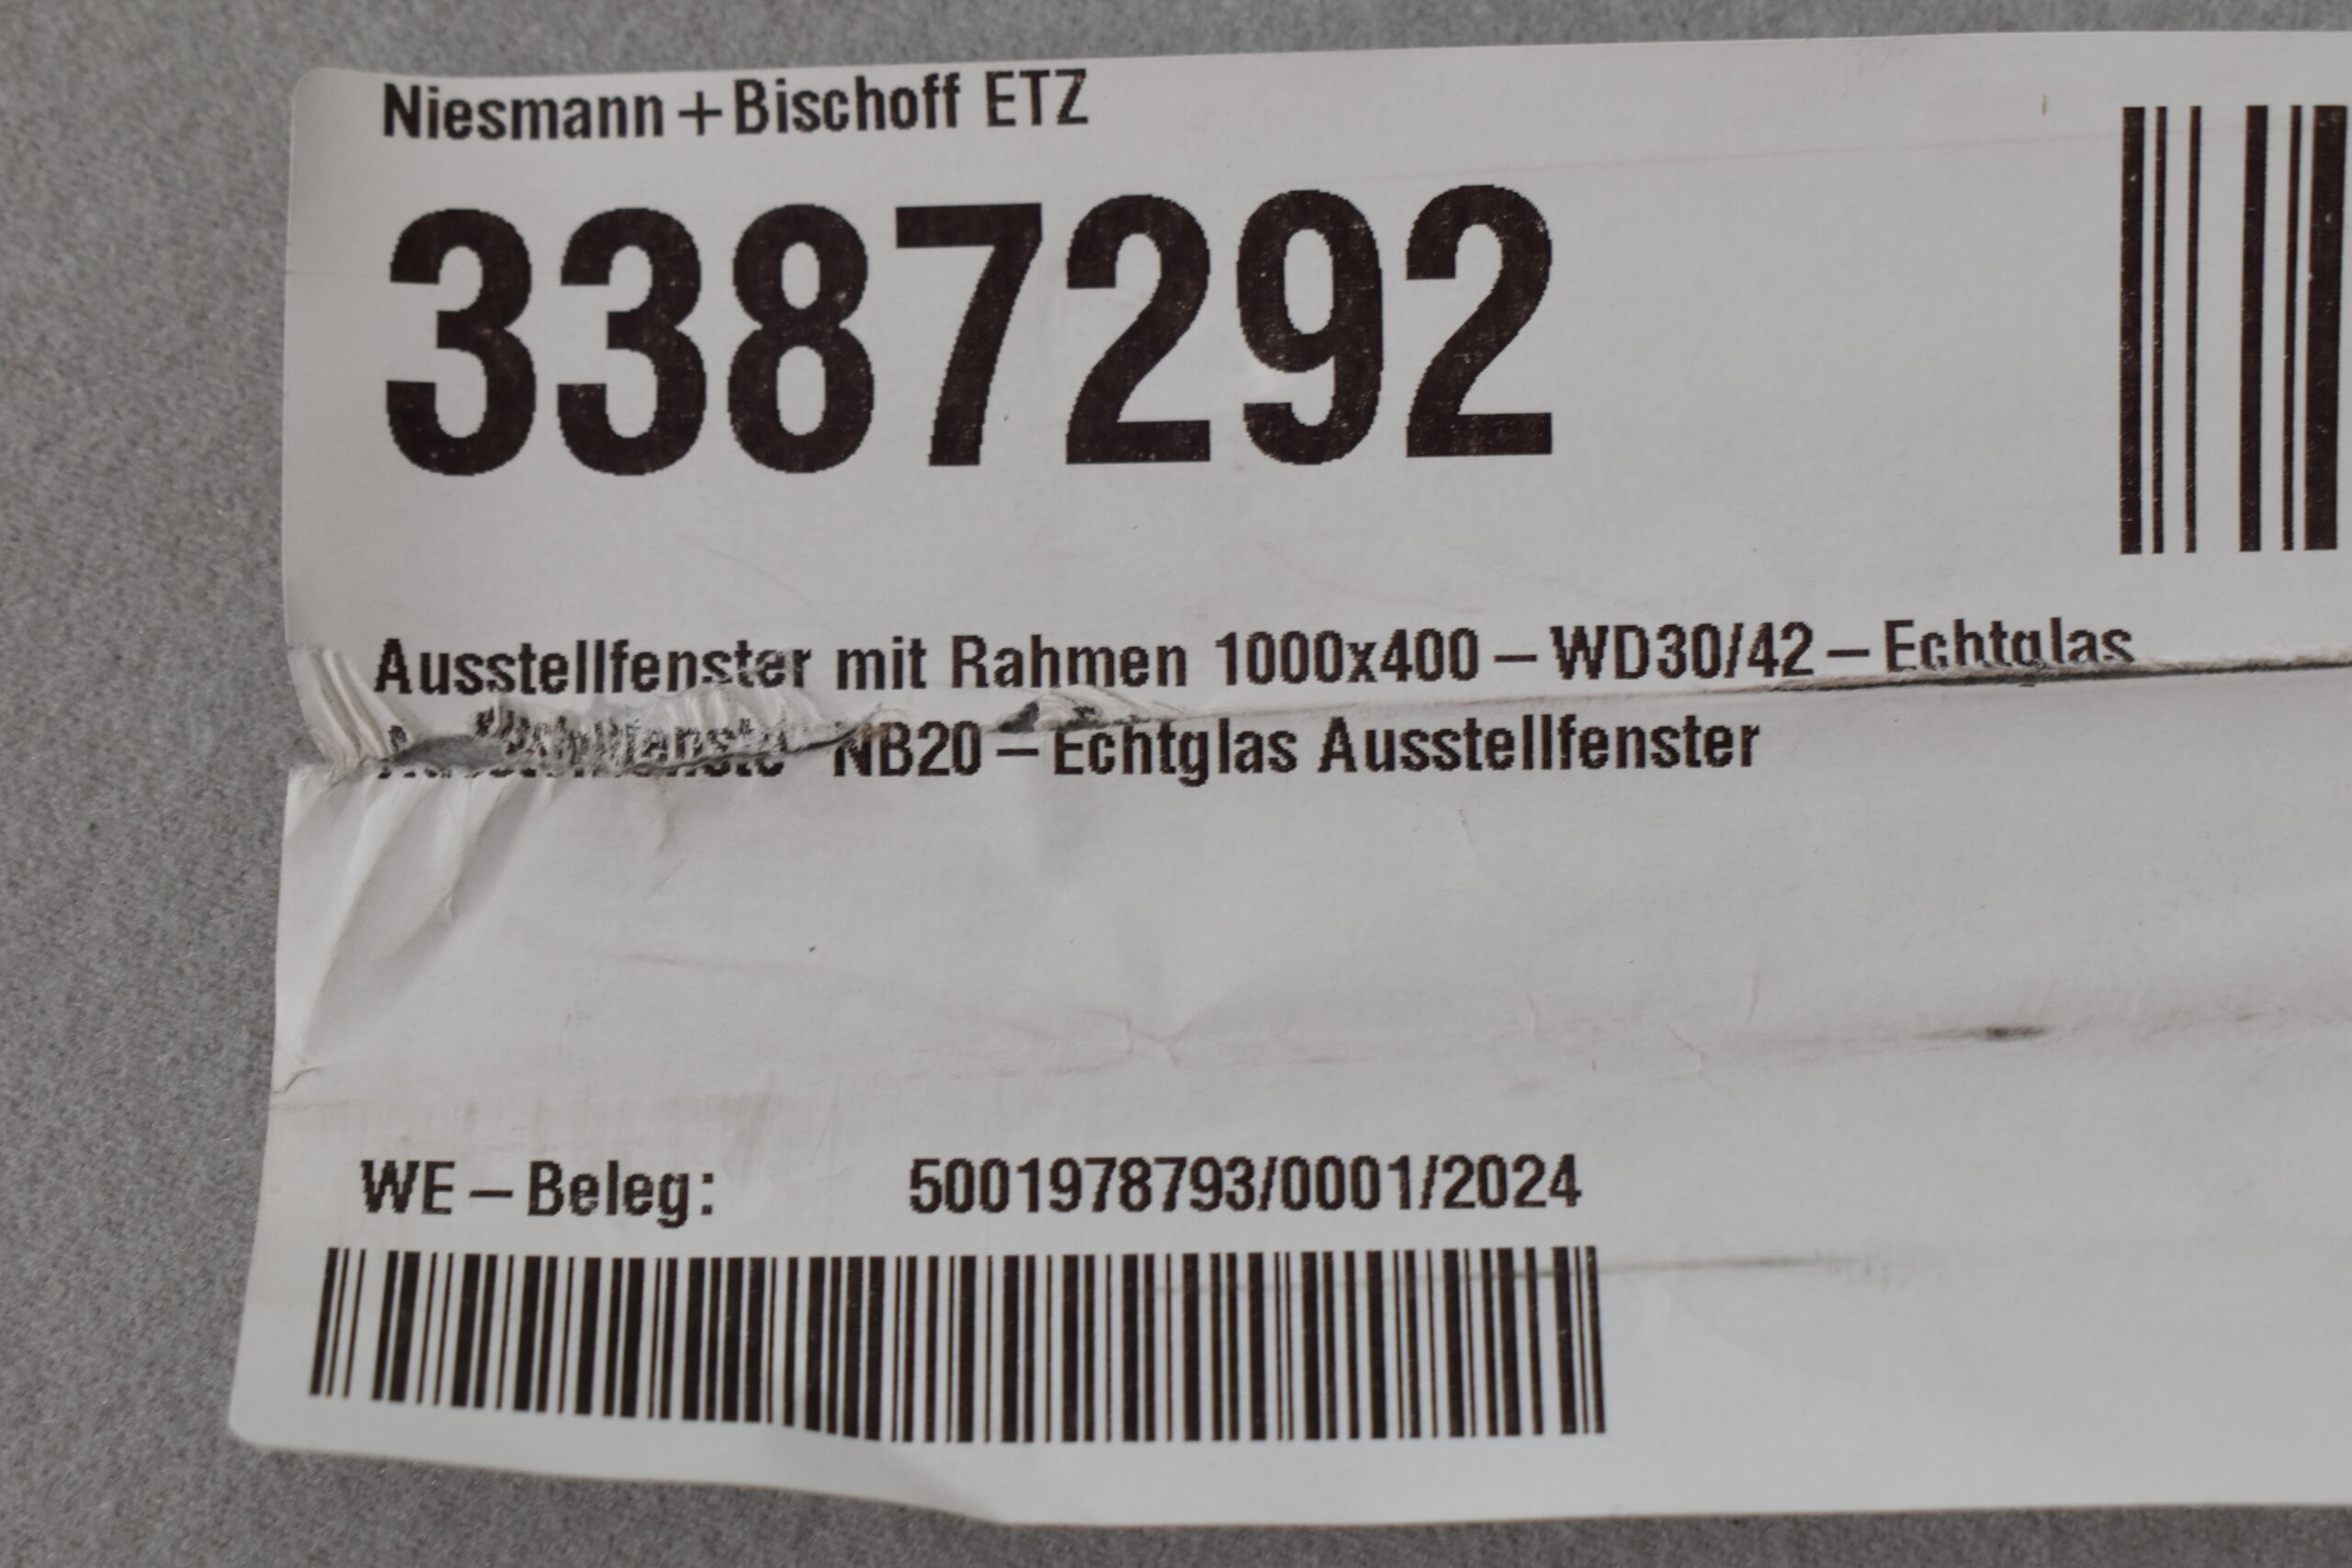 Niesmann+Bischoff ETZ
3387292
Ausstellfenster mit Rahmen 1000x400-WD30/42-Echtglas
NB20-Echtglas Ausstellfenster
WE-Beleg: 5001978793/0001/2024